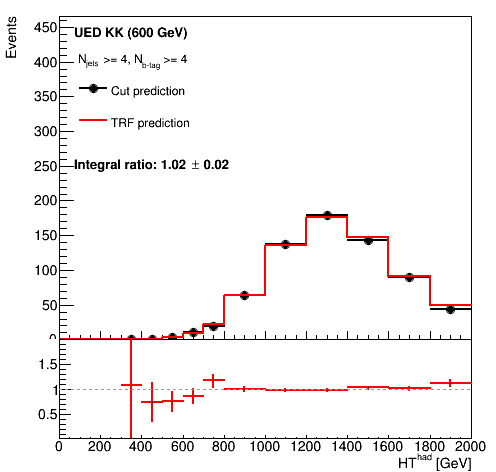 Events
450
400
350
300
250
200
150
100
50
UED KK (600 GeV)
N_jets >= 4, N_b-tag >= 4
Cut prediction
TRF prediction
Integral ratio: 1.02 ± 0.02
1.5
1
0.5
0 200 400 600 800 1000 1200 1400 1600 1800 2000
HT^had [GeV]